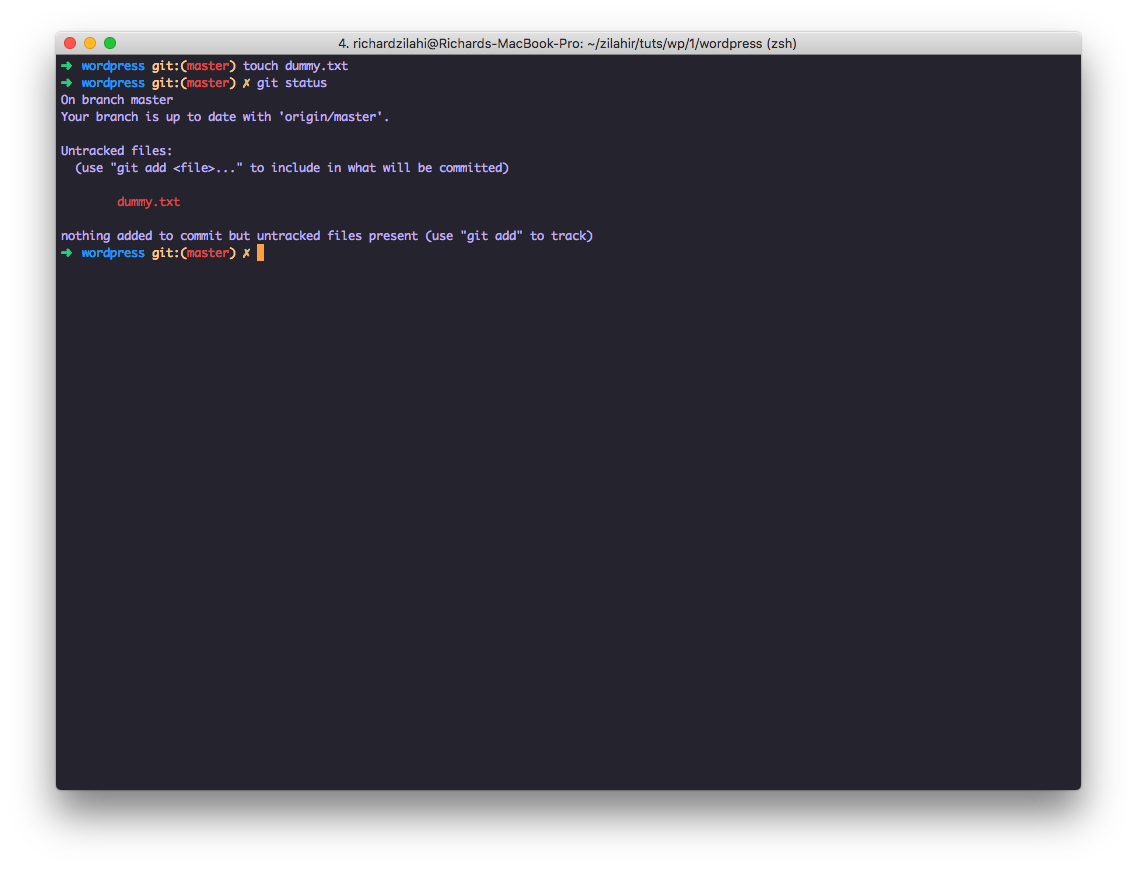 4. richardzilahi@Richards-MacBook-Pro: ~/zilahir/tuts/wp/1/wordpress (zsh)
➜ wordpress git:(master) touch dummy.txt
➜ wordpress git:(master) ✗ git status
On branch master
Your branch is up to date with 'origin/master'.
Untracked files:
(use "git add <file>..." to include in what will be committed)
dummy.txt
nothing added to commit but untracked files present (use "git add" to track)
➜ wordpress git:(master) ✗